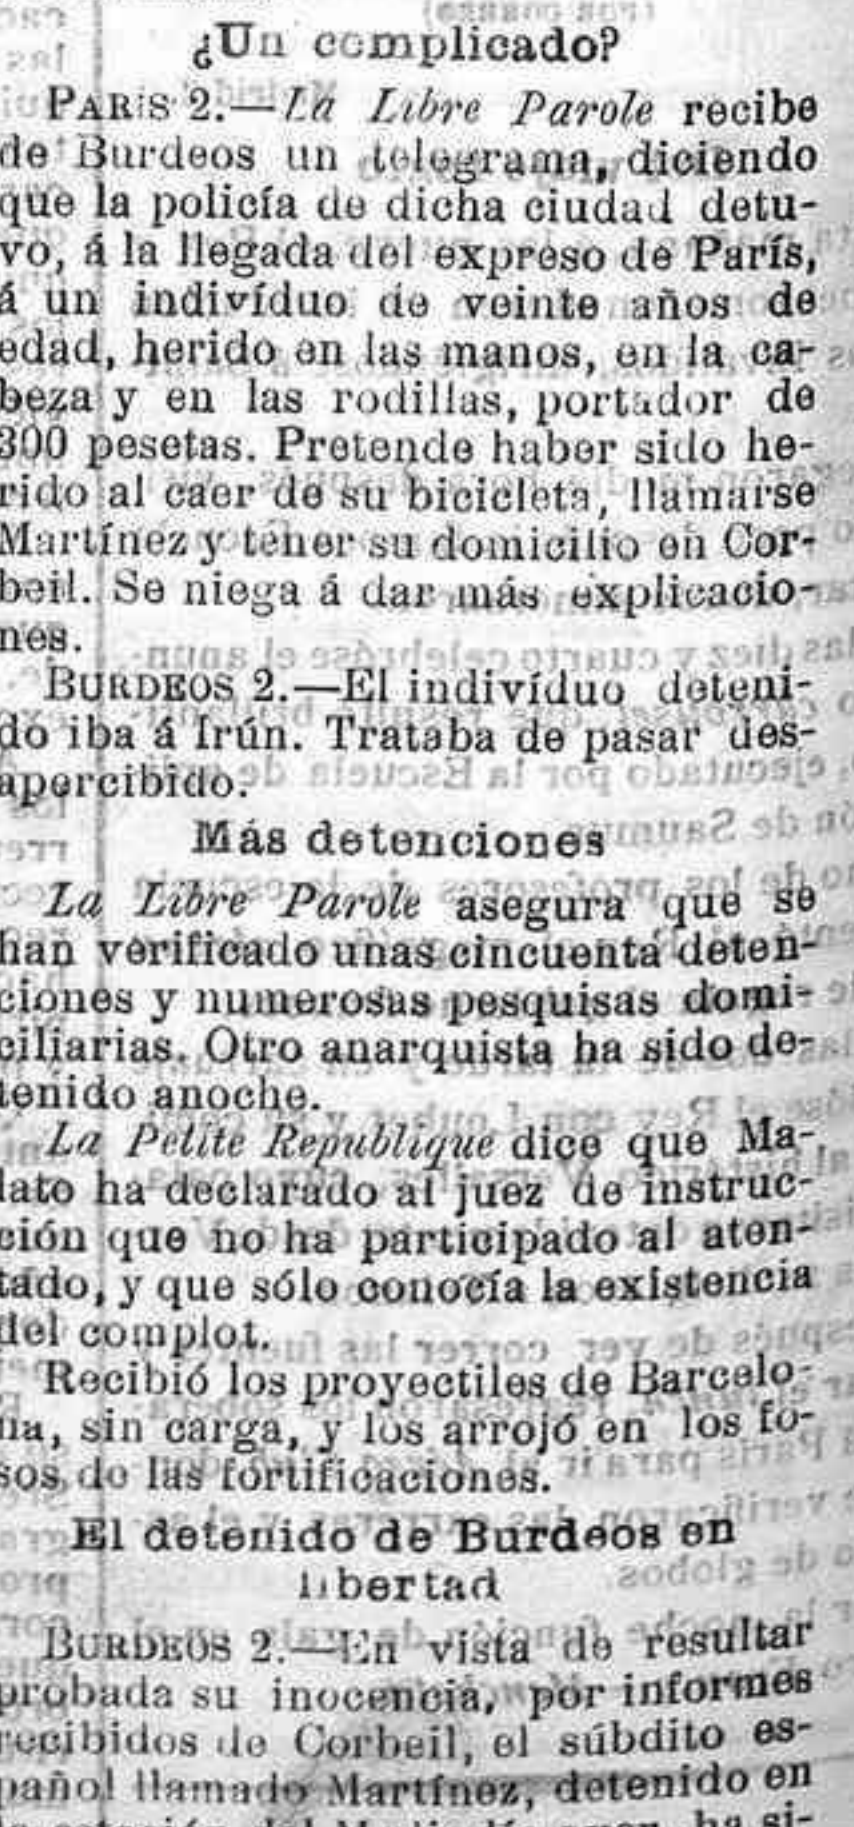 ¿Un complicado?
PARÍS 2.—La Libre Parole recibe
de Burdeos un telegrama, diciendo
que la policía de dicha ciudad detu-
vo, á la llegada del expreso de París,
á un indivíduo de veinte años de
edad, herido en las manos, en la ca-
beza y en las rodillas, portador de
300 pesetas. Pretende haber sido he-
rido al caer de su bicicleta, llamarse
Martínez y tener su domicilio en Cor-
beil. Se niega á dar más explicacio-
nes.
BURDEOS 2.—El indivíduo deteni-
do iba á Irún. Trataba de pasar des-
apercibido.
Más detenciones
La Libre Parole asegura que se
han verificado unas cincuenta deten-
ciones y numerosas pesquisas domi-
ciliarias. Otro anarquista ha sido de-
tenido anoche.
La Petite Republique dice que Ma-
lato ha declarado al juez de instruc-
ción que no ha participado al aten-
tado, y que sólo conocía la existencia
del complot.
Recibió los proyectiles de Barcelo-
na, sin carga, y los arrojó en los fo-
sos de las fortificaciones.
El detenido de Burdeos en
libertad
BURDEOS 2.—En vista de resultar
probada su inocencia, por informes
recibidos de Corbeil, el súbdito es-
pañol llamado Martínez, detenido en
ha si-